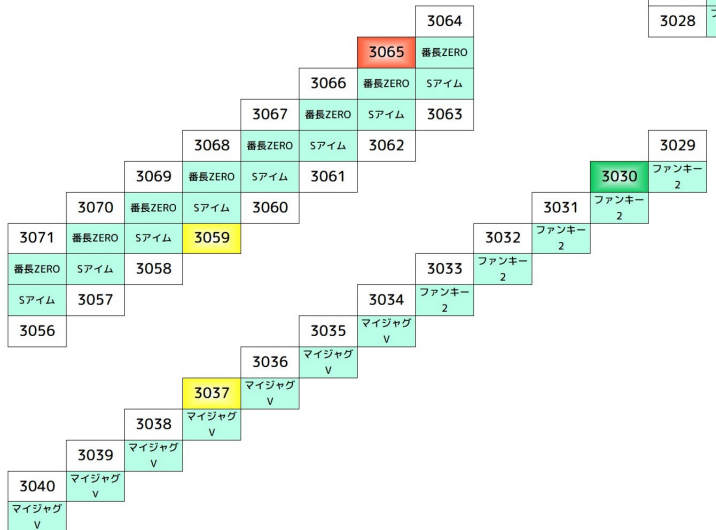 3064 3028
3065 番長ZERO
3066 番長ZERO Sアイム
3067 番長ZERO Sアイム 3063
3068 番長ZERO Sアイム 3062 3029
3069 番長ZERO Sアイム 3061 3030 ファンキー
2
3070 番長ZERO Sアイム 3060 3031 ファンキー
2
3071 番長ZERO Sアイム 3059 3032 ファンキー
2
番長ZERO Sアイム 3058 3033 ファンキー
2
Sアイム 3057 3034 ファンキー
2
3056 3035 マイジャグ
V
3036 マイジャグ
V
3037 マイジャグ
V
3038 マイジャグ
V
3039 マイジャグ
V
3040 マイジャグ
V
マイジャグ
V